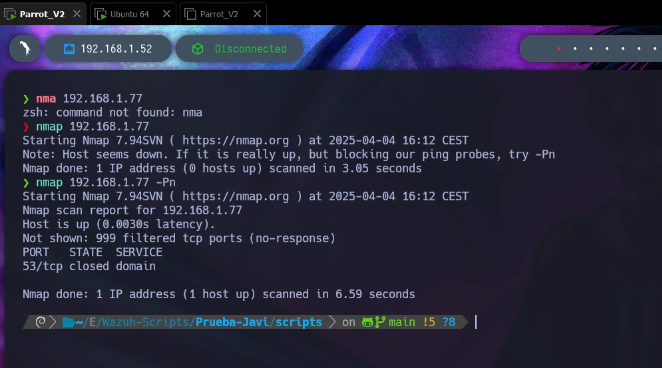 Parrot_V2 × Ubuntu 64 × Parrot_V2 ×
192.168.1.52 Disconnected
❯ nma 192.168.1.77
zsh: command not found: nma
❯ nmap 192.168.1.77
Starting Nmap 7.94SVN ( https://nmap.org ) at 2025-04-04 16:12 CEST
Note: Host seems down. If it is really up, but blocking our ping probes, try -Pn
Nmap done: 1 IP address (0 hosts up) scanned in 3.05 seconds
❯ nmap 192.168.1.77 -Pn
Starting Nmap 7.94SVN ( https://nmap.org ) at 2025-04-04 16:12 CEST
Nmap scan report for 192.168.1.77
Host is up (0.0030s latency).
Not shown: 999 filtered tcp ports (no-response)
PORT   STATE  SERVICE
53/tcp closed domain
Nmap done: 1 IP address (1 host up) scanned in 6.59 seconds
~/E/Wazuh-Scripts/Prueba-Javi/scripts on main !5 ?8